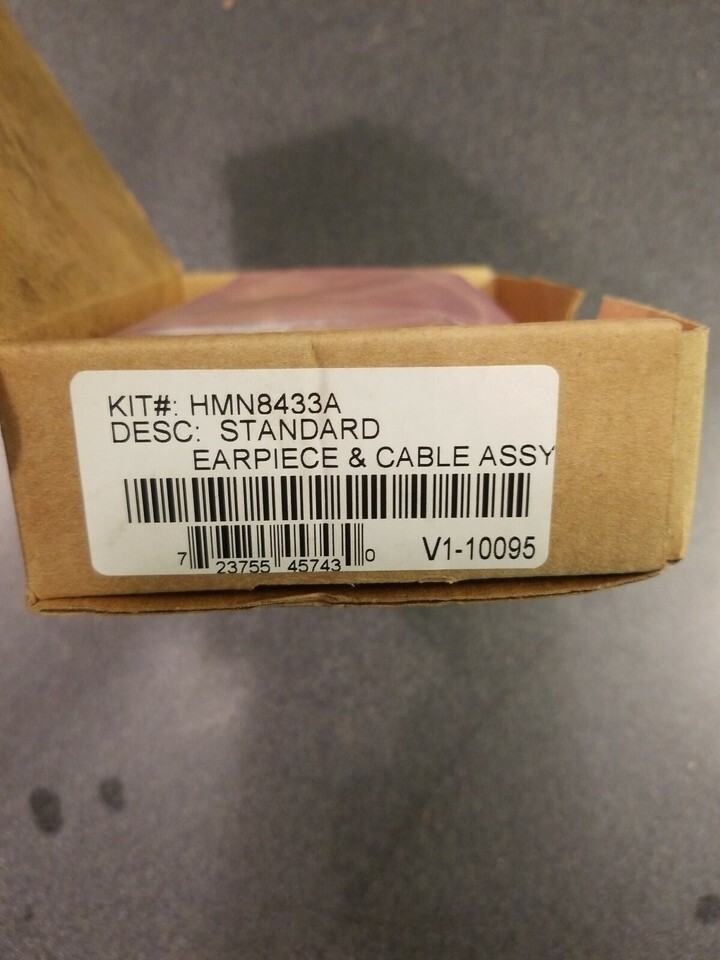 KIT#: HMN8433A
DESC: STANDARD
EARPIECE & CABLE ASSY
7 23755 45743 0
V1-10095